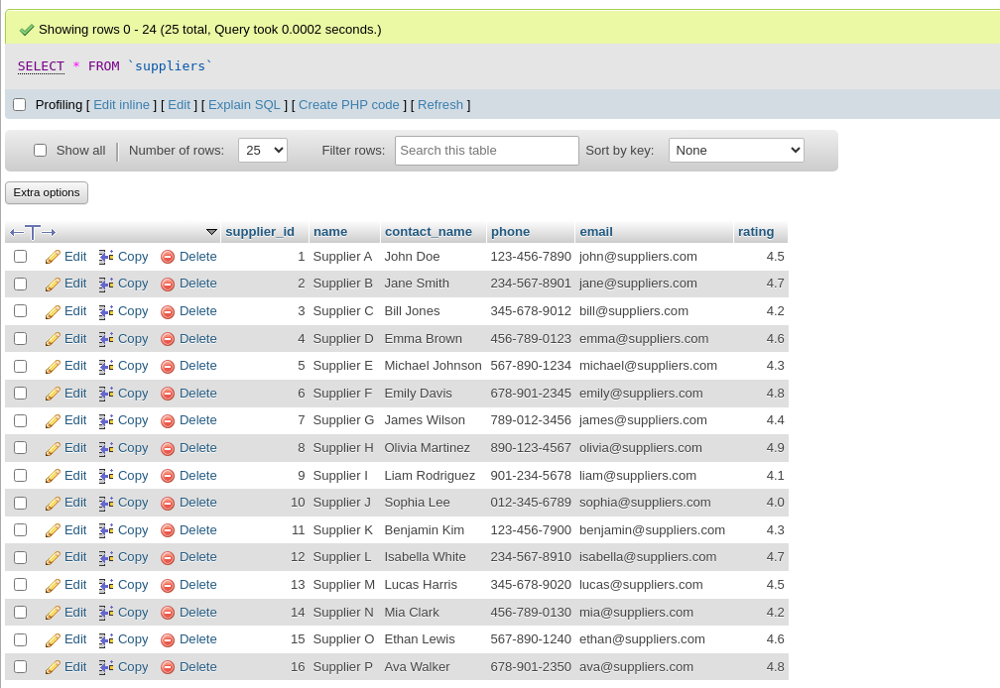 Showing rows 0 - 24 (25 total, Query took 0.0002 seconds.)
SELECT * FROM `suppliers`
Profiling [ Edit inline ] [ Edit ] [ Explain SQL ] [ Create PHP code ] [ Refresh ]
Show all Number of rows: 25 Filter rows: Search this table Sort by key: None
Extra options
←T→ supplier_id name contact_name phone email rating
Edit Copy Delete 1 Supplier A John Doe 123-456-7890 john@suppliers.com 4.5
Edit Copy Delete 2 Supplier B Jane Smith 234-567-8901 jane@suppliers.com 4.7
Edit Copy Delete 3 Supplier C Bill Jones 345-678-9012 bill@suppliers.com 4.2
Edit Copy Delete 4 Supplier D Emma Brown 456-789-0123 emma@suppliers.com 4.6
Edit Copy Delete 5 Supplier E Michael Johnson 567-890-1234 michael@suppliers.com 4.3
Edit Copy Delete 6 Supplier F Emily Davis 678-901-2345 emily@suppliers.com 4.8
Edit Copy Delete 7 Supplier G James Wilson 789-012-3456 james@suppliers.com 4.4
Edit Copy Delete 8 Supplier H Olivia Martinez 890-123-4567 olivia@suppliers.com 4.9
Edit Copy Delete 9 Supplier I Liam Rodriguez 901-234-5678 liam@suppliers.com 4.1
Edit Copy Delete 10 Supplier J Sophia Lee 012-345-6789 sophia@suppliers.com 4.0
Edit Copy Delete 11 Supplier K Benjamin Kim 123-456-7900 benjamin@suppliers.com 4.3
Edit Copy Delete 12 Supplier L Isabella White 234-567-8910 isabella@suppliers.com 4.7
Edit Copy Delete 13 Supplier M Lucas Harris 345-678-9020 lucas@suppliers.com 4.5
Edit Copy Delete 14 Supplier N Mia Clark 456-789-0130 mia@suppliers.com 4.2
Edit Copy Delete 15 Supplier O Ethan Lewis 567-890-1240 ethan@suppliers.com 4.6
Edit Copy Delete 16 Supplier P Ava Walker 678-901-2350 ava@suppliers.com 4.8